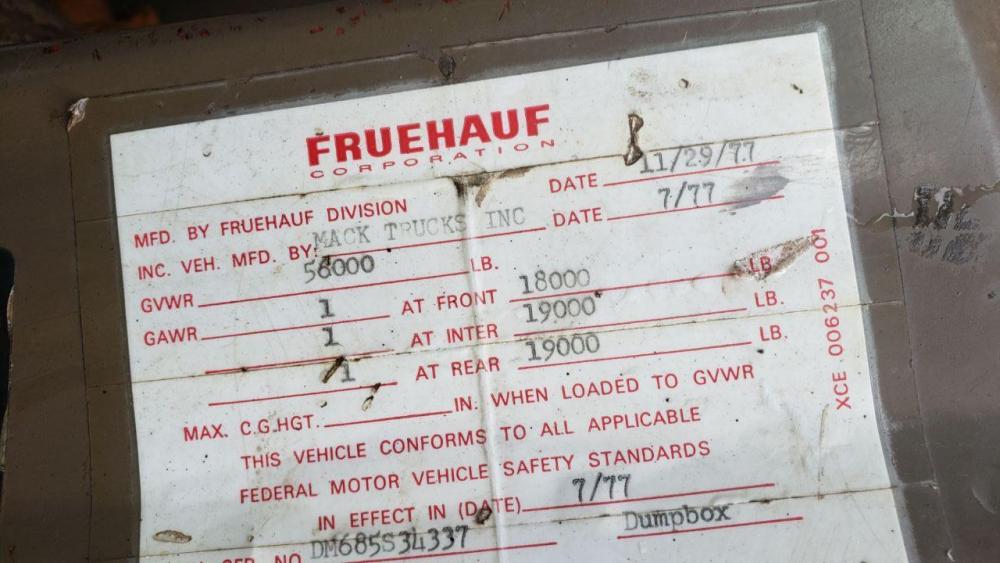 FRUEHAUF
CORPORATION
MFD. BY FRUEHAUF DIVISION DATE 11/29/77
INC. VEH. MFD. BY: MACK TRUCKS INC DATE 7/77
GVWR 56000 LB.
GAWR 1 AT FRONT 18000 LB.
1 AT INTER 19000 LB.
1 AT REAR 19000 LB.
MAX. C.G.HGT. IN. WHEN LOADED TO GVWR
THIS VEHICLE CONFORMS TO ALL APPLICABLE
FEDERAL MOTOR VEHICLE SAFETY STANDARDS
IN EFFECT IN (DATE) 7/77
NO DM685S34337 Dumpbox
XCE 006237 001